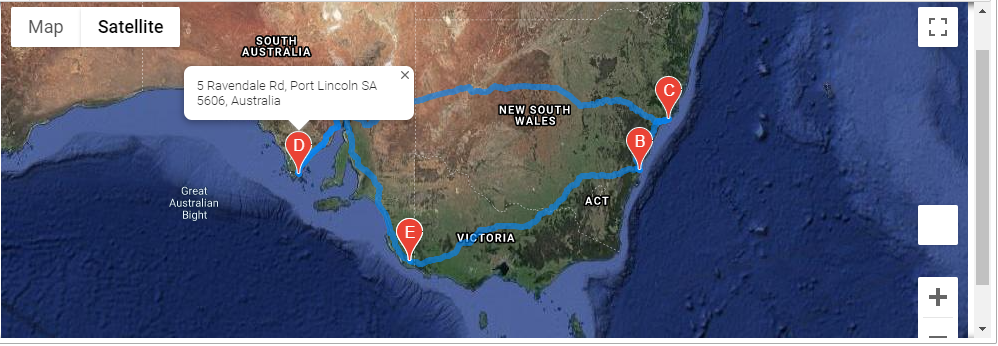 Map
Satellite
SOUTH
AUSTRALIA
5 Ravendale Rd, Port Lincoln SA
5606, Australia
×
C
NEW SOUTH
WALES
B
D
Great
Australian
Bight
ACT
E
VICTORIA
+